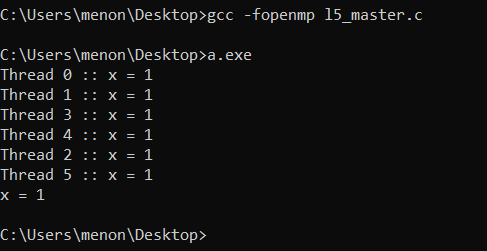 C:\Users\menon\Desktop>gcc -fopenmp l5_master.c
C:\Users\menon\Desktop>a.exe
Thread 0 :: x = 1
Thread 1 :: x = 1
Thread 3 :: x = 1
Thread 4 :: x = 1
Thread 2 :: x = 1
Thread 5 :: x = 1
x = 1
C:\Users\menon\Desktop>